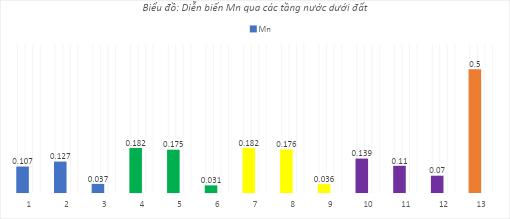 Biểu đồ: Diễn biến Mn qua các tầng nước dưới đất
Mn
0.107 0.127 0.037 0.182 0.175 0.031 0.182 0.176 0.036 0.139 0.11 0.07 0.5
1 2 3 4 5 6 7 8 9 10 11 12 13